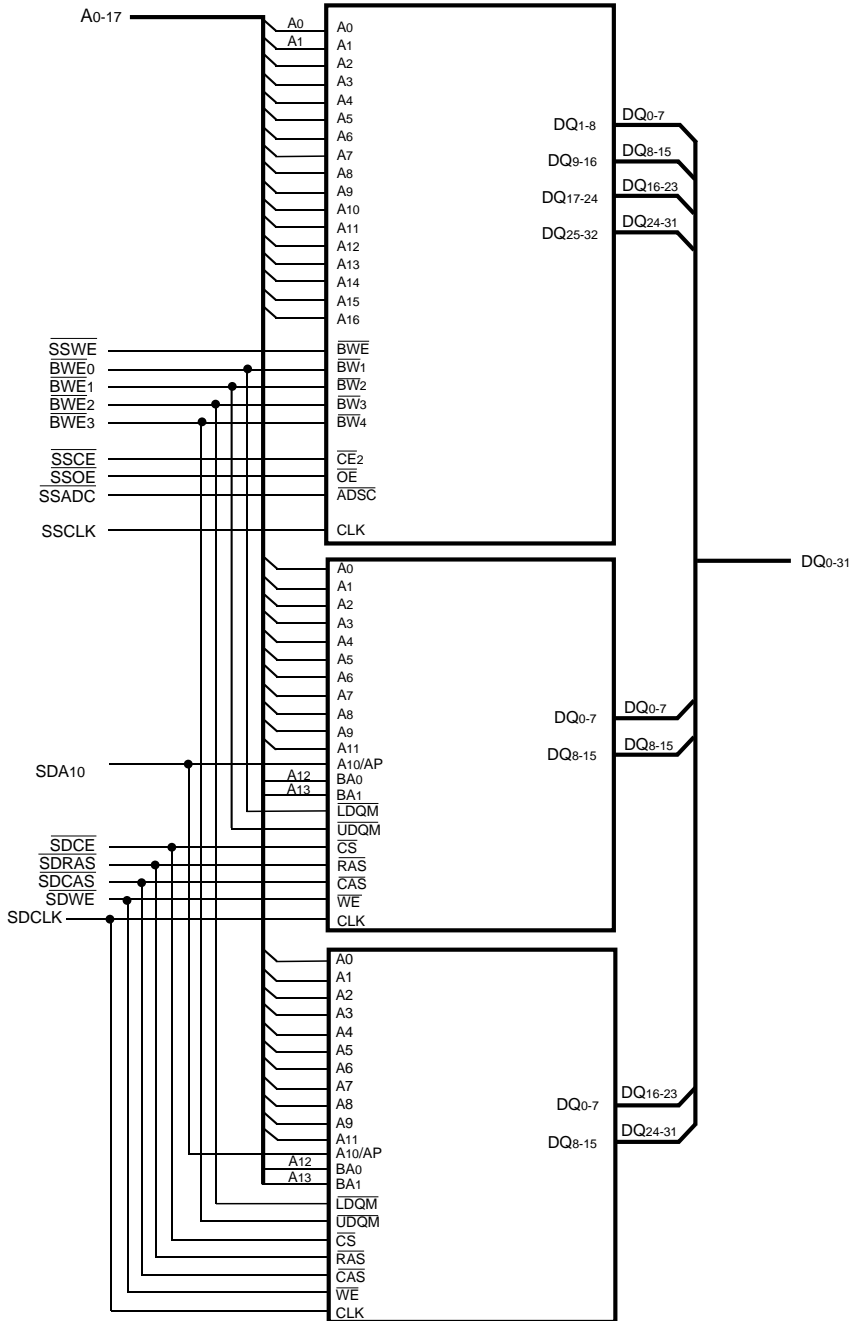 A0-17
A0
A1
A0
A1
A2
A3
A4
A5
A6
A7
A8
A9
A10
A11
A12
A13
A14
A15
A16
DQ1-8
DQ9-16
DQ17-24
DQ25-32
DQ0-7
DQ8-15
DQ16-23
DQ24-31
SSWE
BWE0
BWE1
BWE2
BWE3
BWE
BW1
BW2
BW3
BW4
SSCE
SSOE
SSADC
CE2
OE
ADSC
SSCLK
CLK
DQ0-31
A0
A1
A2
A3
A4
A5
A6
A7
A8
A9
A11
A10/AP
BA0
BA1
LDQM
UDQM
CS
RAS
CAS
WE
CLK
SDA10
A12
A13
SDCE
SDRAS
SDCAS
SDWE
SDCLK
DQ0-7
DQ8-15
DQ0-7
DQ8-15
A0
A1
A2
A3
A4
A5
A6
A7
A8
A9
A11
A10/AP
BA0
BA1
LDQM
UDQM
CS
RAS
CAS
WE
CLK
A12
A13
DQ0-7
DQ8-15
DQ16-23
DQ24-31